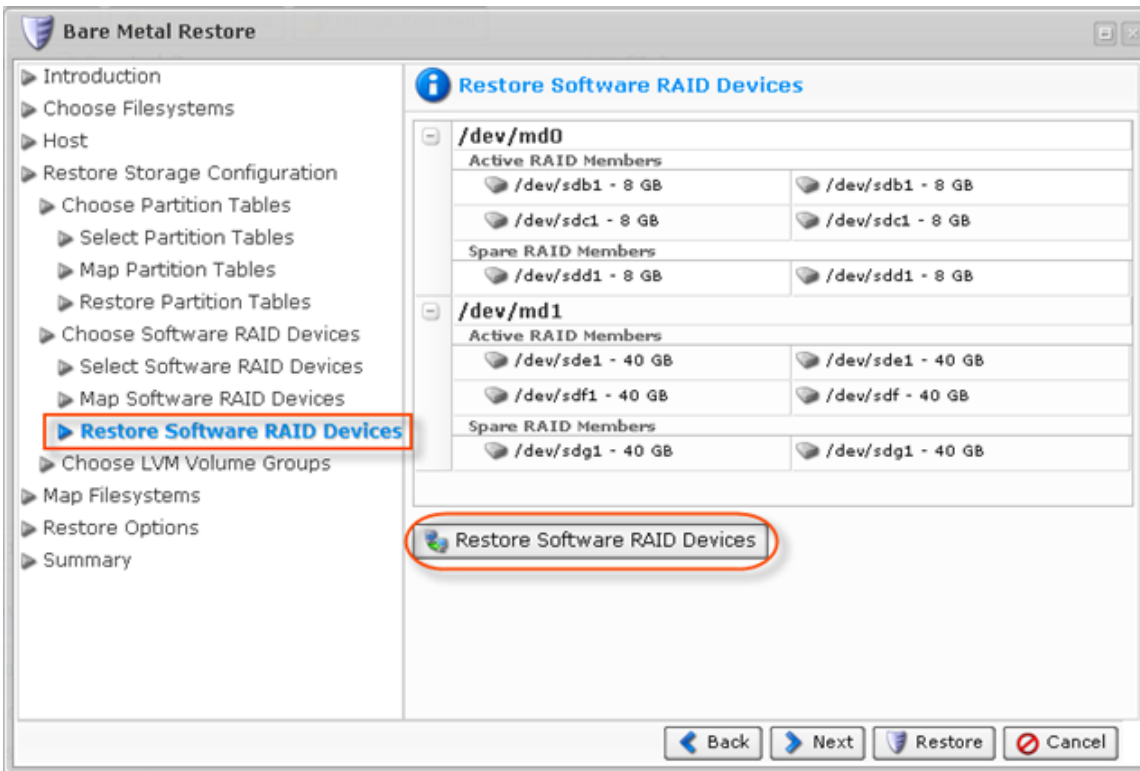 Bare Metal Restore
Introduction
Choose Filesystems
Host
Restore Storage Configuration
Choose Partition Tables
Select Partition Tables
Map Partition Tables
Restore Partition Tables
Choose Software RAID Devices
Select Software RAID Devices
Map Software RAID Devices
Restore Software RAID Devices
Choose LVM Volume Groups
Map Filesystems
Restore Options
Summary
Restore Software RAID Devices
/dev/md0
Active RAID Members
/dev/sdb1 - 8 GB /dev/sdb1 - 8 GB
/dev/sdc1 - 8 GB /dev/sdc1 - 8 GB
Spare RAID Members
/dev/sdd1 - 8 GB /dev/sdd1 - 8 GB
/dev/md1
Active RAID Members
/dev/sde1 - 40 GB /dev/sde1 - 40 GB
/dev/sdf1 - 40 GB /dev/sdf - 40 GB
Spare RAID Members
/dev/sdg1 - 40 GB /dev/sdg1 - 40 GB
Restore Software RAID Devices
Back Next Restore Cancel